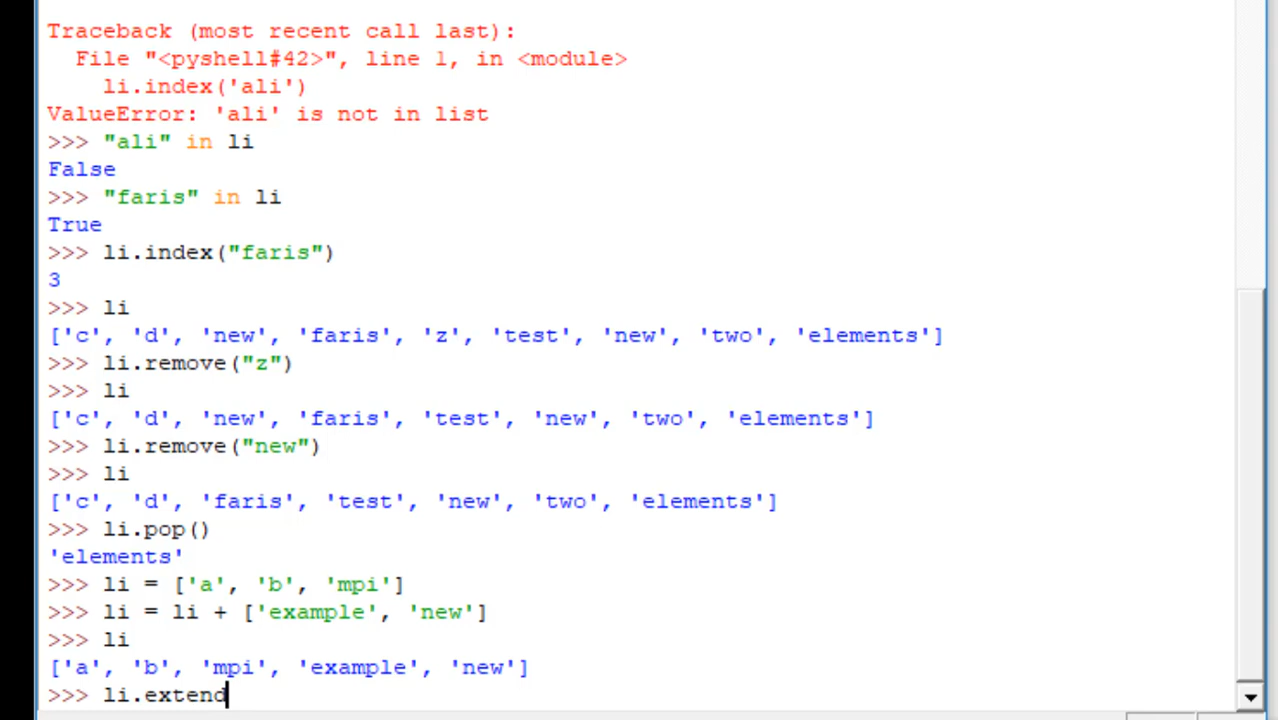 Traceback (most recent call last):
  File "<pyshell#42>", line 1, in <module>
    li.index('ali')
ValueError: 'ali' is not in list
>>> "ali" in li
False
>>> "faris" in li
True
>>> li.index("faris")
3
>>> li
['c', 'd', 'new', 'faris', 'z', 'test', 'new', 'two', 'elements']
>>> li.remove("z")
>>> li
['c', 'd', 'new', 'faris', 'test', 'new', 'two', 'elements']
>>> li.remove("new")
>>> li
['c', 'd', 'faris', 'test', 'new', 'two', 'elements']
>>> li.pop()
'elements'
>>> li = ['a', 'b', 'mpi']
>>> li = li + ['example', 'new']
>>> li
['a', 'b', 'mpi', 'example', 'new']
>>> li.extend